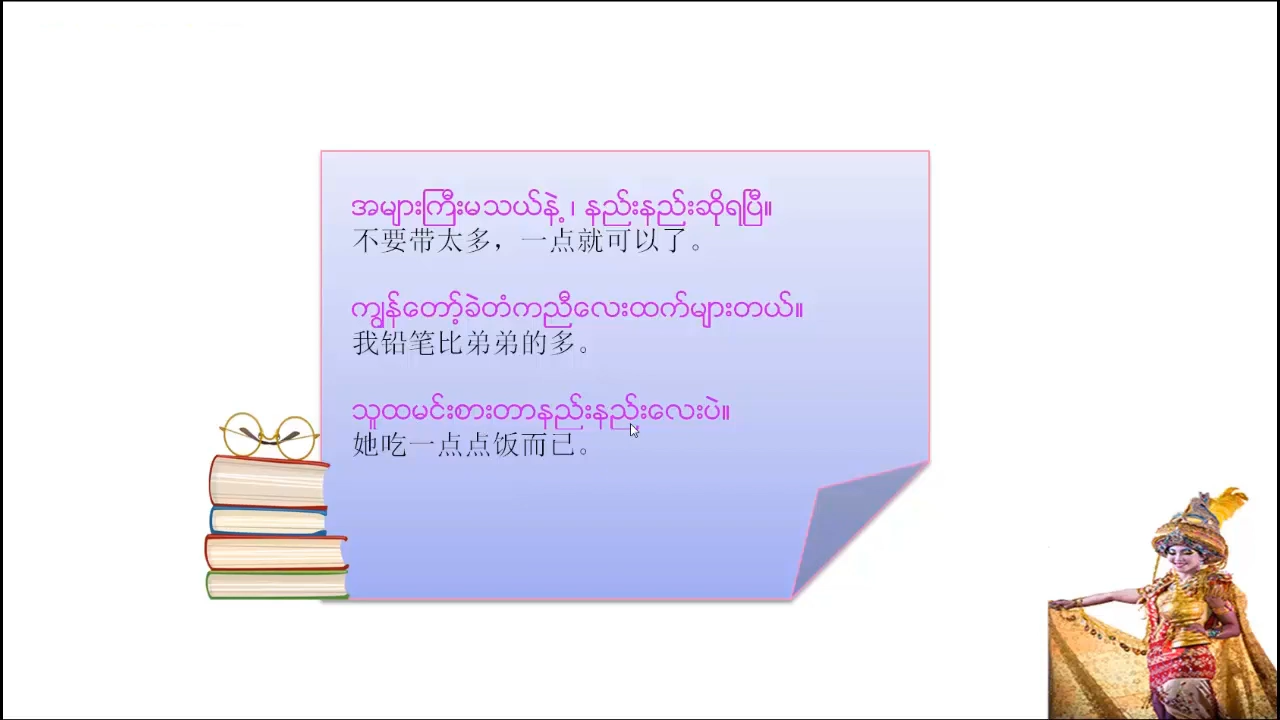 အများကြီးမသယ်နဲ့၊ နည်းနည်းဆိုရပြီ။
不要带太多，一点就可以了。
ကျွန်တော့်ခဲတံကညီလေးထက်များတယ်။
我铅笔比弟弟的多。
သူထမင်းစားတာနည်းနည်းလေးပဲ။
她吃一点点饭而已。